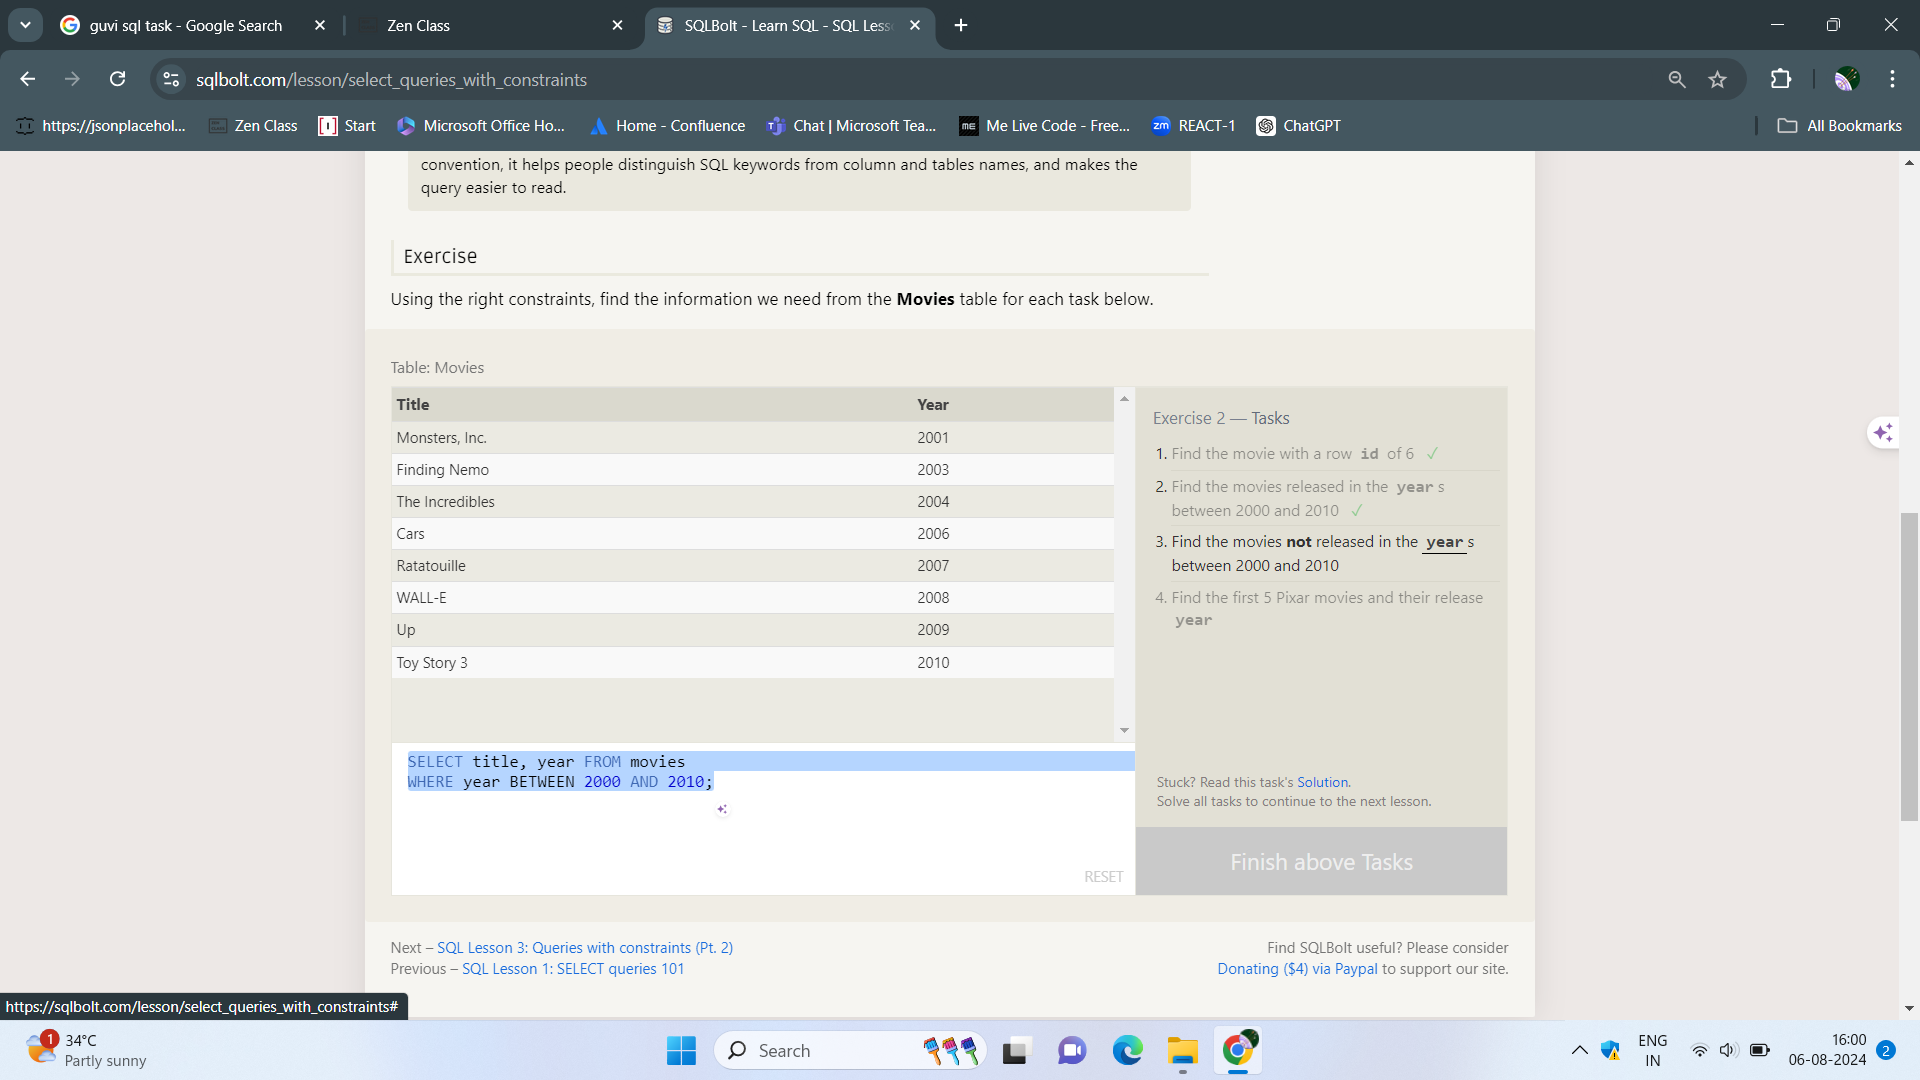 guvi sql task - Google Search
Zen Class
SQLBolt - Learn SQL - SQL Less
sqlbolt.com/lesson/select_queries_with_constraints
https://jsonplacehol...
Zen Class
Start
Microsoft Office Ho...
Home - Confluence
Chat | Microsoft Tea...
ME
Me Live Code - Free...
zm
REACT-1
ChatGPT
All Bookmarks
convention, it helps people distinguish SQL keywords from column and tables names, and makes the
query easier to read.
Exercise
Using the right constraints, find the information we need from the Movies table for each task below.
Table: Movies
Title Year
Monsters, Inc. 2001
Finding Nemo 2003
The Incredibles 2004
Cars 2006
Ratatouille 2007
WALL-E 2008
Up 2009
Toy Story 3 2010
SELECT title, year FROM movies
WHERE year BETWEEN 2000 AND 2010;
RESET
Exercise 2 — Tasks
1. Find the movie with a row id of 6 ✓
2. Find the movies released in the year s
between 2000 and 2010 ✓
3. Find the movies not released in the year s
between 2000 and 2010
4. Find the first 5 Pixar movies and their release
year
Stuck? Read this task's Solution.
Solve all tasks to continue to the next lesson.
Finish above Tasks
Next – SQL Lesson 3: Queries with constraints (Pt. 2)
Previous – SQL Lesson 1: SELECT queries 101
Find SQLBolt useful? Please consider
Donating ($4) via Paypal to support our site.
https://sqlbolt.com/lesson/select_queries_with_constraints#
1
34°C
Partly sunny
Search
ENG
IN
16:00
06-08-2024
2